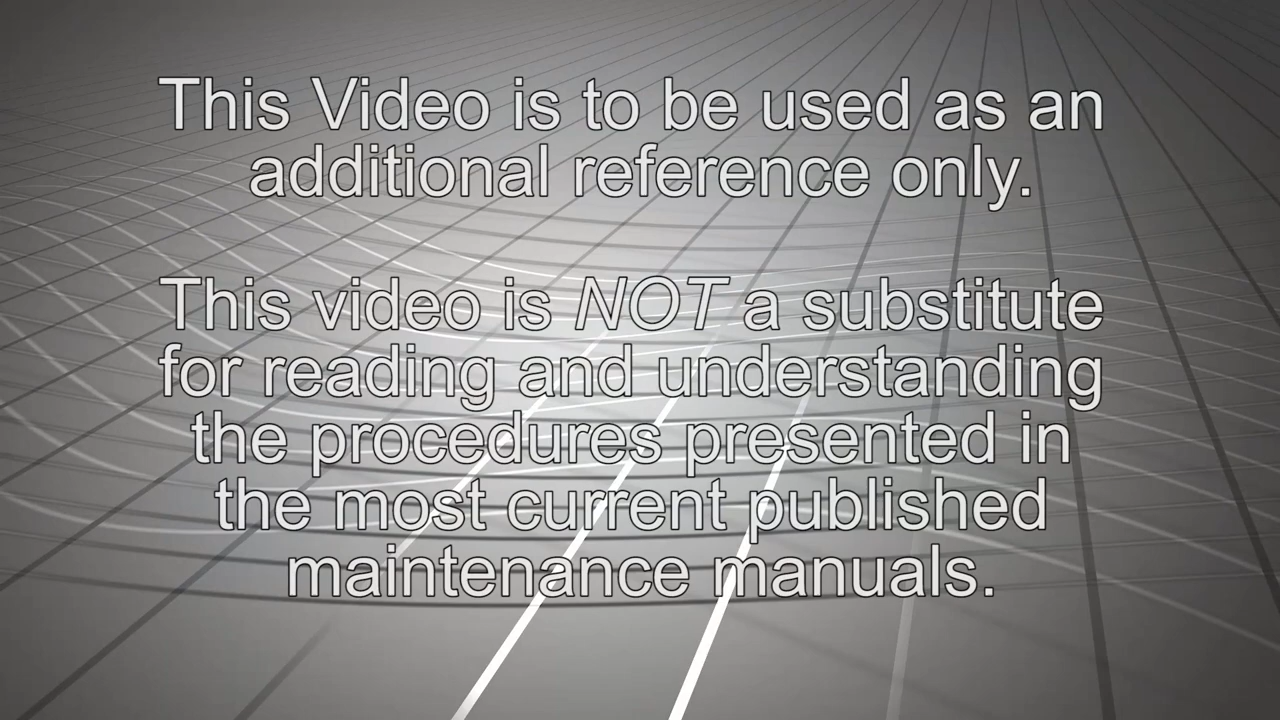 This Video is to be used as an
additional reference only.
This video is NOT a substitute
for reading and understanding
the procedures presented in
the most current published
maintenance manuals.